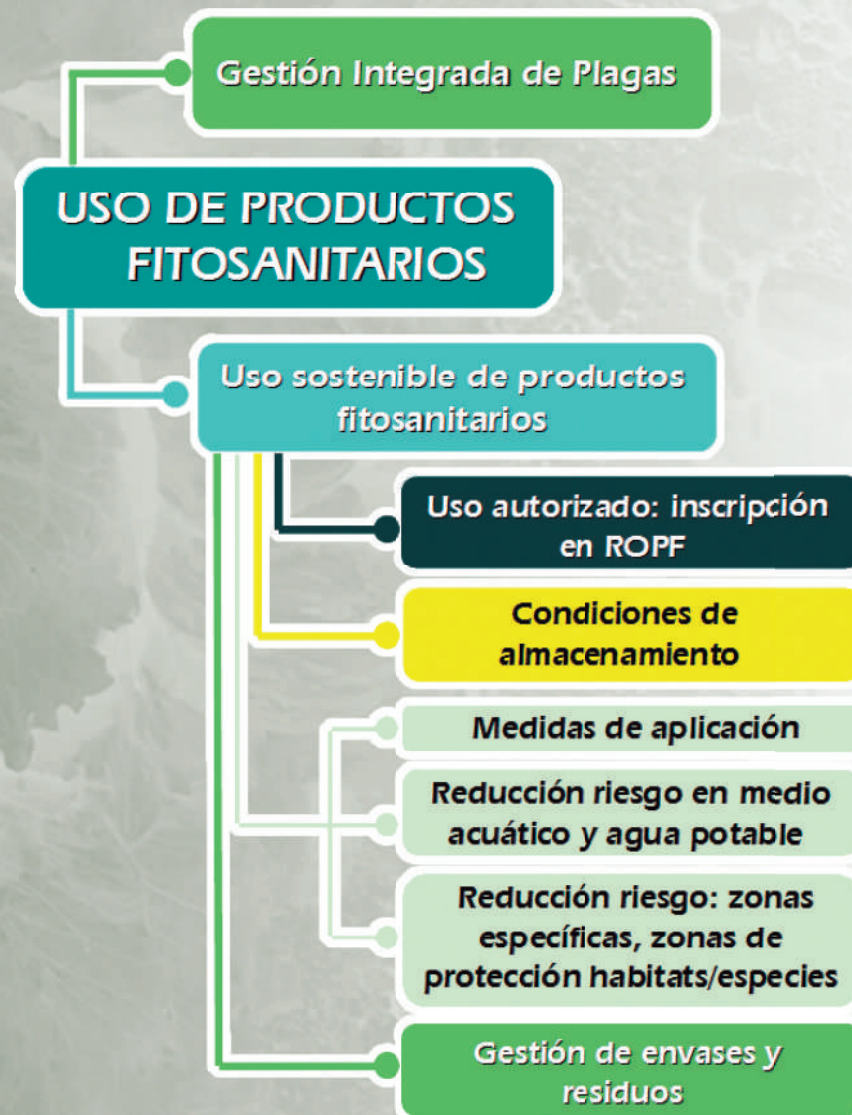 Gestión Integrada de Plagas
USO DE PRODUCTOS
FITOSANITARIOS
Uso sostenible de productos
fitosanitarios
Uso autorizado: inscripción
en ROPF
Condiciones de
almacenamiento
Medidas de aplicación
Reducción riesgo en medio
acuático y agua potable
Reducción riesgo: zonas
específicas, zonas de
protección habitats/especies
Gestión de envases y
residuos